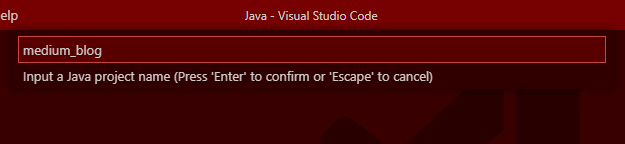 elp Java - Visual Studio Code
medium_blog
Input a Java project name (Press 'Enter' to confirm or 'Escape' to cancel)